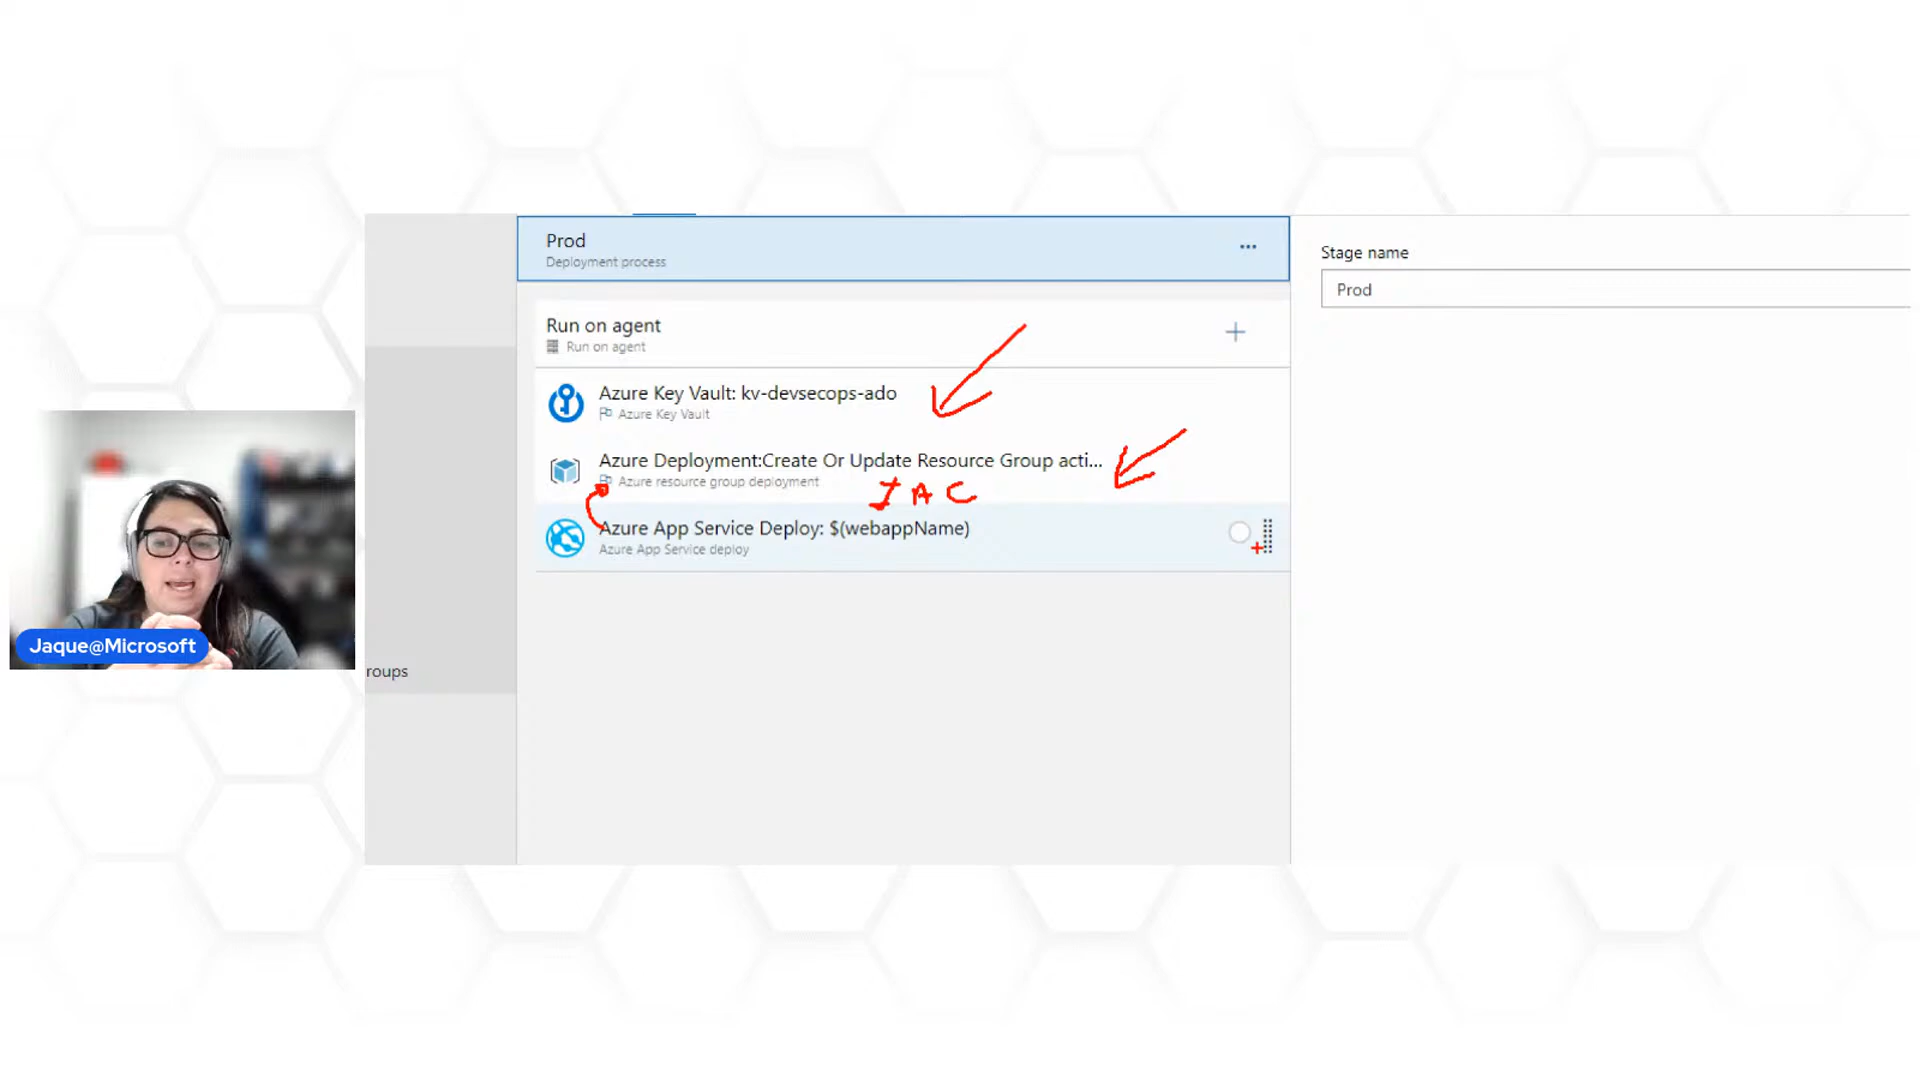 Prod
Deployment process
Stage name
Prod
Run on agent
Run on agent
Azure Key Vault: kv-devsecops-ado
Azure Key Vault
Azure Deployment:Create Or Update Resource Group acti...
Azure resource group deployment
IAC
Azure App Service Deploy: $(webappName)
Azure App Service deploy
Jaque@Microsoft
roups